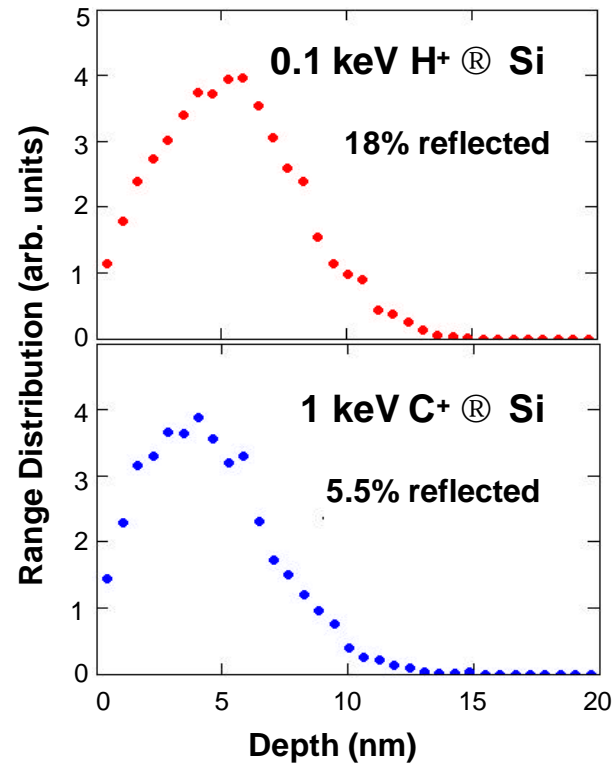 5
0.1 keV H+ ® Si
4
18% reflected
3
2
1
0
Range Distribution (arb. units)
1 keV C+ ® Si
4
5.5% reflected
3
2
1
0
0 5 10 15 20
Depth (nm)